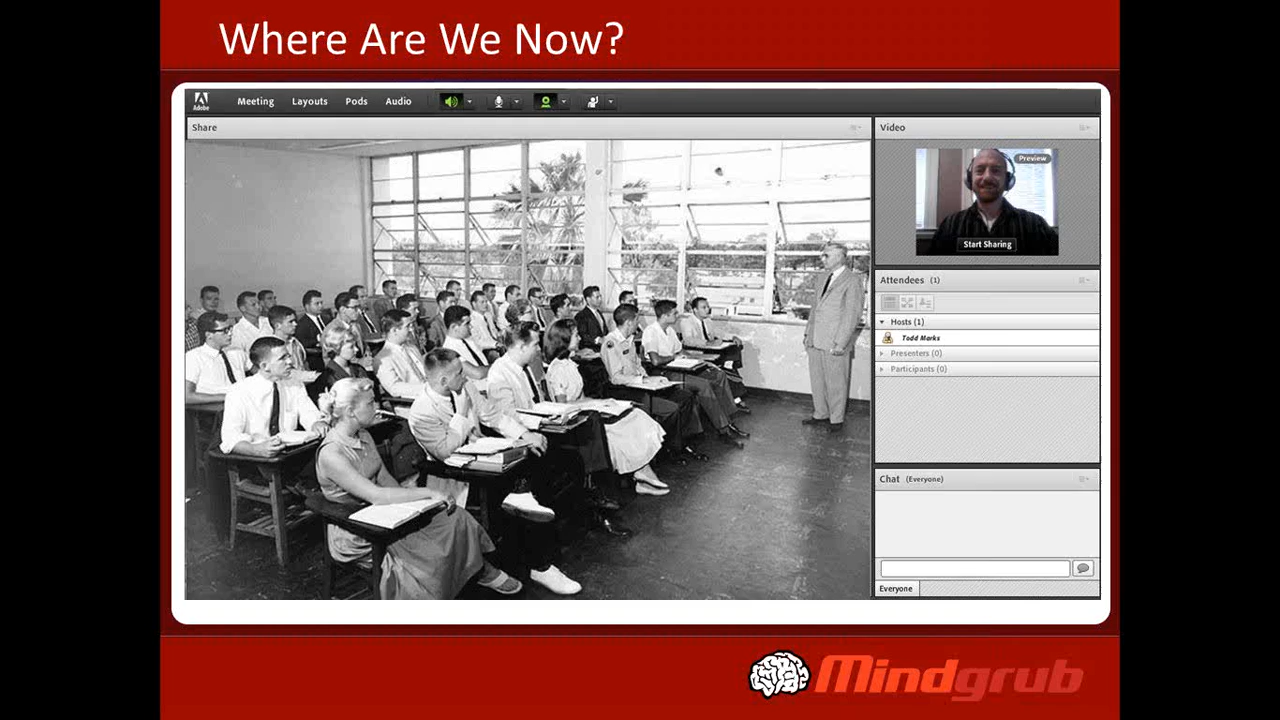 Where Are We Now?
Adobe Meeting Layouts Pods Audio
Share
Video
Preview
Start Sharing
Attendees (1)
Hosts (1)
Todd Marks
Presenters (0)
Participants (0)
Chat (Everyone)
Everyone
Mindgrub